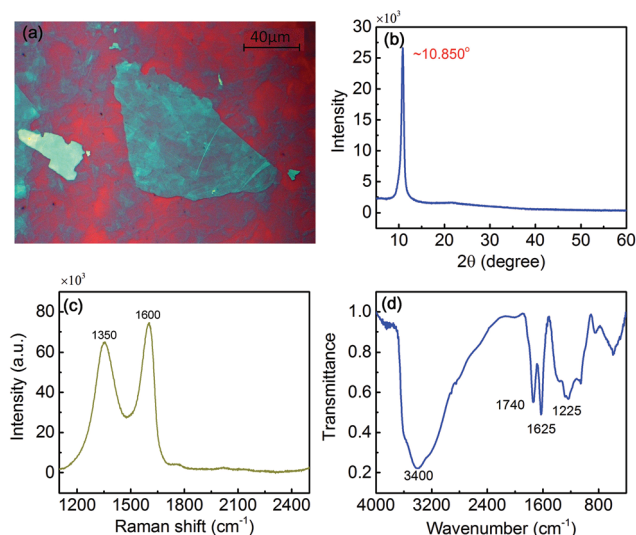 (a)
40μm
×10³
(b)
~10.850°
Intensity
30
25
20
15
10
5
0
10 20 30 40 50 60
2θ (degree)
×10³
(c)
1350
1600
Intensity (a.u.)
80
60
40
20
0
1200 1500 1800 2100 2400
Raman shift (cm⁻¹)
(d)
Transmittance
1.0
0.8
0.6
0.4
0.2
1740
1625
1225
3400
4000 3200 2400 1600 800
Wavenumber (cm⁻¹)